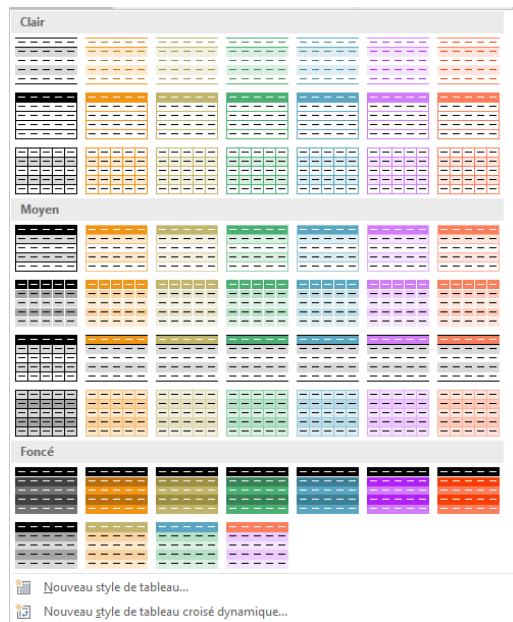 Clair
Moyen
Foncé
Nouveau style de tableau...
Nouveau style de tableau croisé dynamique...